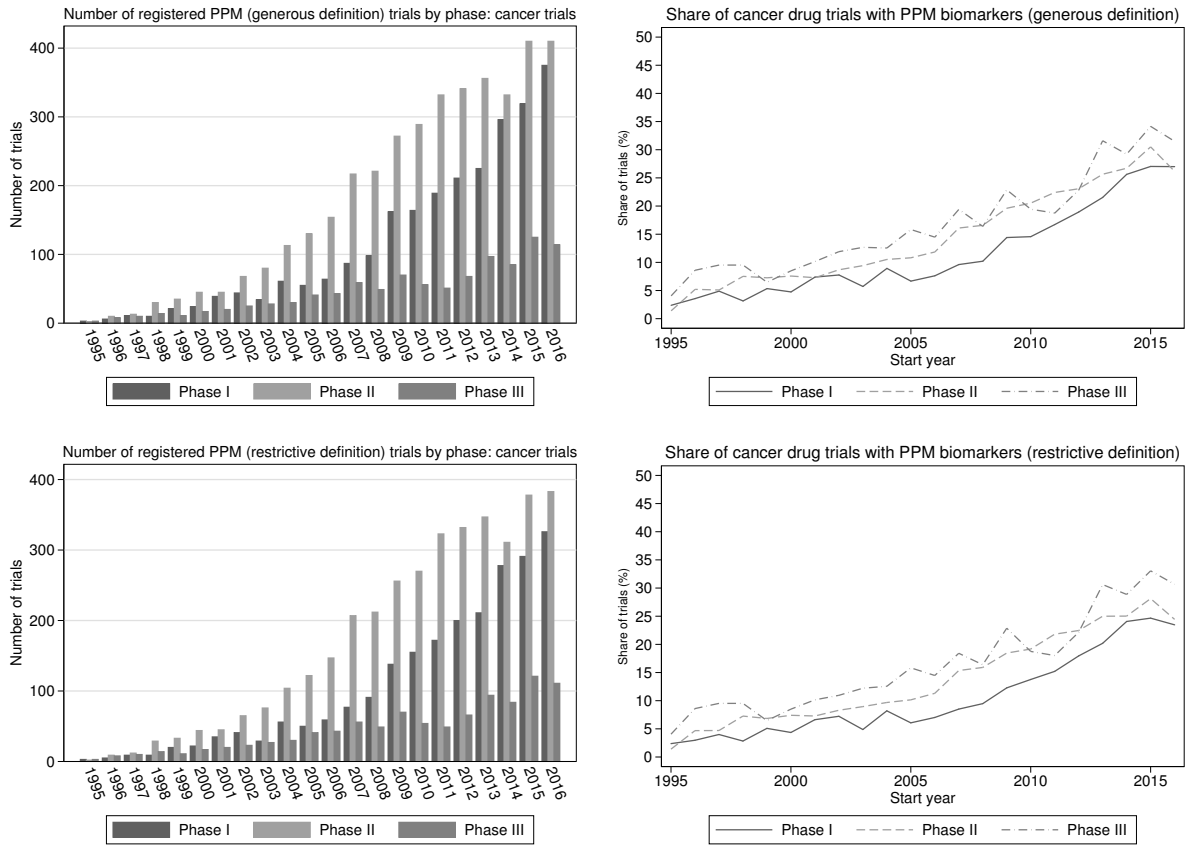 Number of registered PPM (generous definition) trials by phase: cancer trials
Number of trials
400
300
200
100
0
1995 1996 1997 1998 1999 2000 2001 2002 2003 2004 2005 2006 2007 2008 2009 2010 2011 2012 2013 2014 2015 2016
Phase I Phase II Phase III
Share of cancer drug trials with PPM biomarkers (generous definition)
Share of trials (%)
50
45
40
35
30
25
20
15
10
5
0
1995 2000 2005 2010 2015
Start year
Phase I Phase II Phase III
Number of registered PPM (restrictive definition) trials by phase: cancer trials
Number of trials
400
300
200
100
0
1995 1996 1997 1998 1999 2000 2001 2002 2003 2004 2005 2006 2007 2008 2009 2010 2011 2012 2013 2014 2015 2016
Phase I Phase II Phase III
Share of cancer drug trials with PPM biomarkers (restrictive definition)
Share of trials (%)
50
45
40
35
30
25
20
15
10
5
0
1995 2000 2005 2010 2015
Start year
Phase I Phase II Phase III